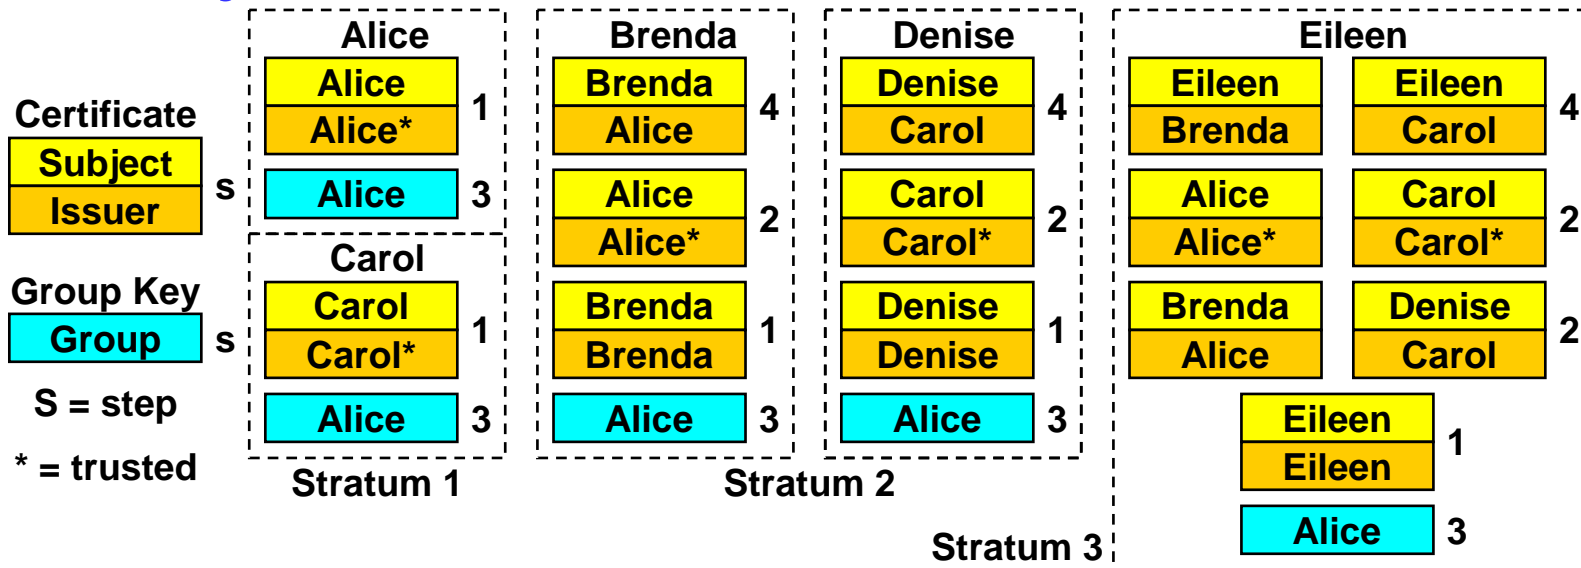 Certificate
Subject
Issuer
s
Group Key
Group
s
S = step
* = trusted
Alice
Alice
Alice*
1
Alice
3
Carol
Carol
Carol*
1
Alice
3
Stratum 1
Brenda
Brenda
Alice
4
Alice
Alice*
2
Brenda
Brenda
1
Alice
3
Denise
Denise
Carol
4
Carol
Carol*
2
Denise
Denise
1
Alice
3
Stratum 2
Eileen
Eileen
Brenda
Eileen
Carol
4
Alice
Alice*
Carol
Carol*
2
Brenda
Alice
Denise
Carol
2
Eileen
Eileen
1
Alice
3
Stratum 3